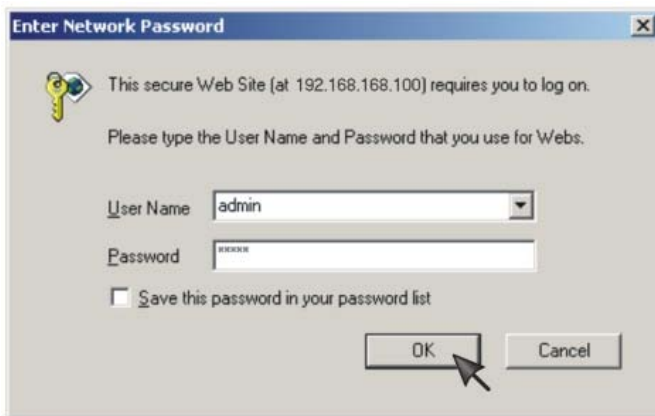 Enter Network Password
This secure Web Site (at 192.168.168.100) requires you to log on.
Please type the User Name and Password that you use for Webs.
User Name admin
Password xxxxx
Save this password in your password list
OK Cancel